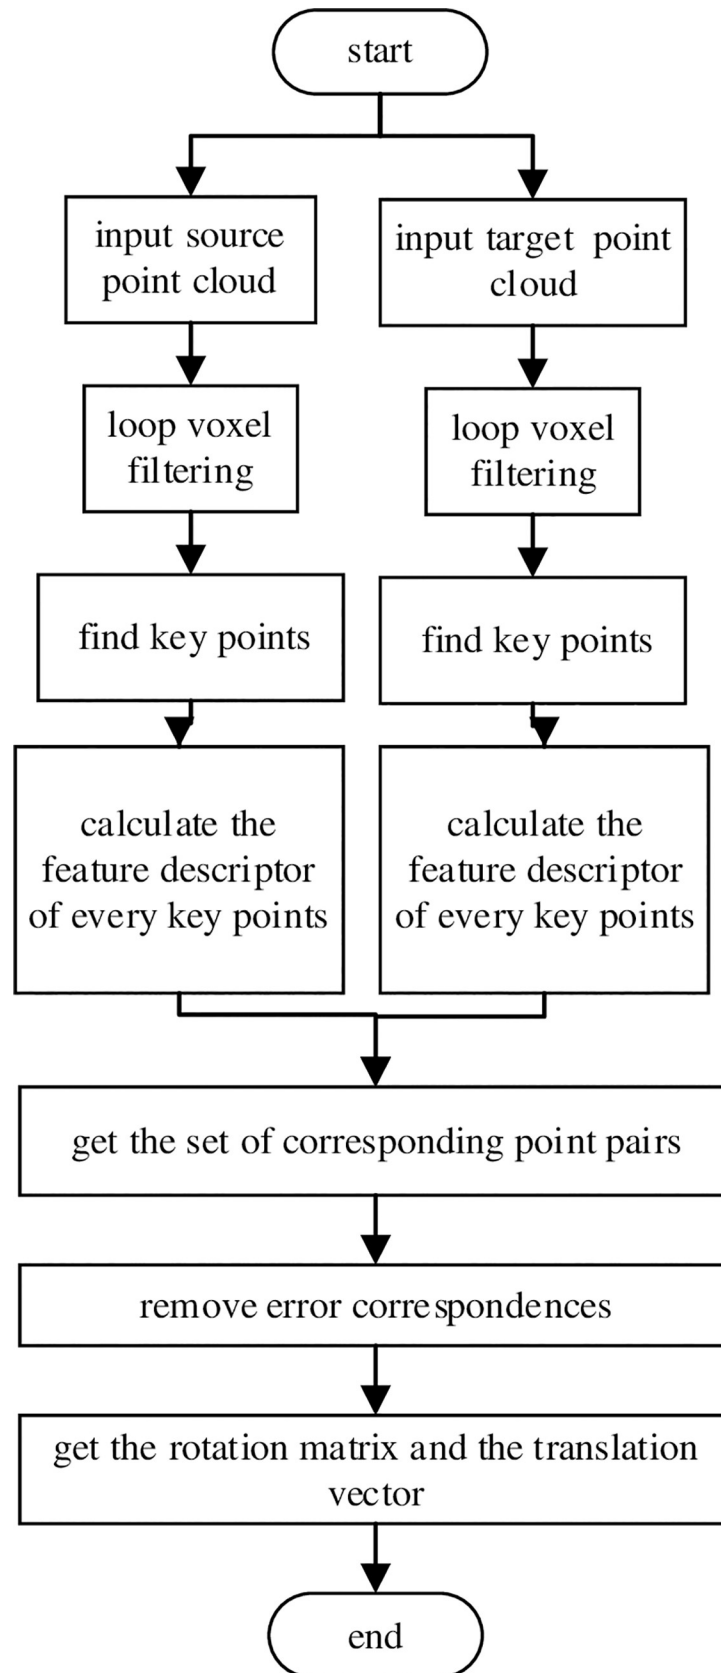 start
input source
point cloud
input target point
cloud
loop voxel
filtering
loop voxel
filtering
find key points
find key points
calculate the
feature descriptor
of every key points
calculate the
feature descriptor
of every key points
get the set of corresponding point pairs
remove error correspondences
get the rotation matrix and the translation
vector
end